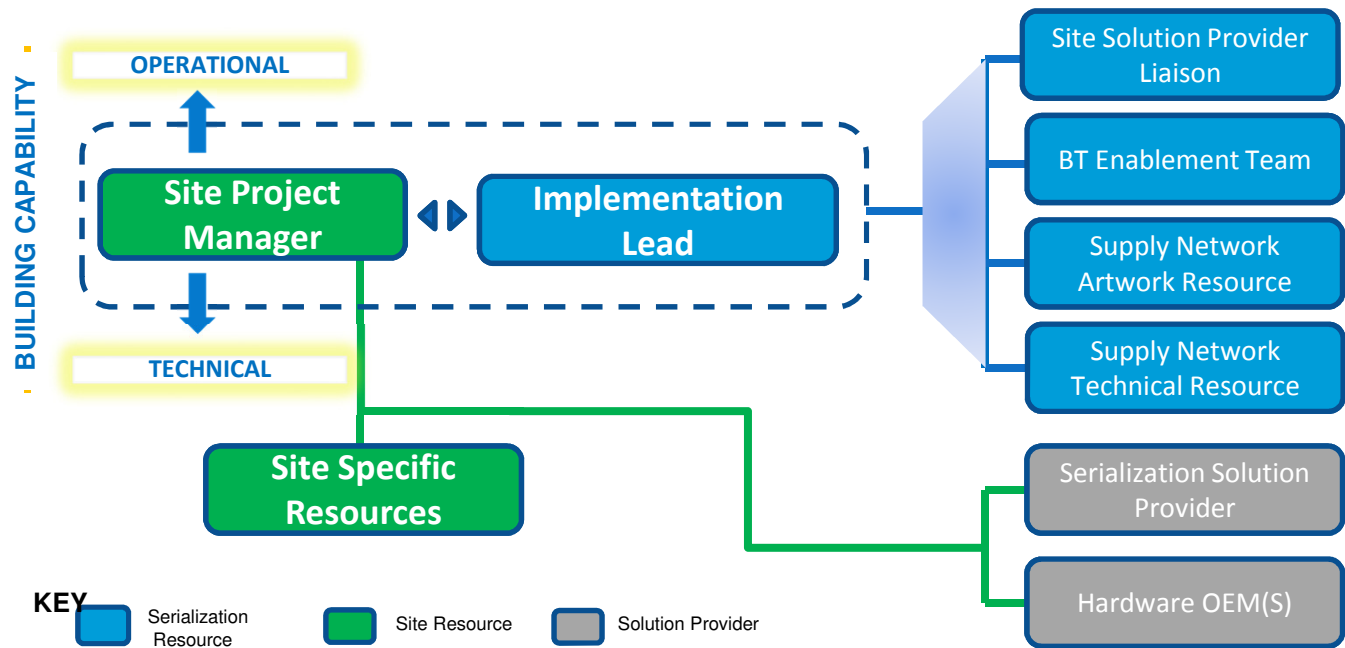 BUILDING CAPABILITY
OPERATIONAL
Site Project
Manager
Implementation
Lead
TECHNICAL
Site Specific
Resources
Site Solution Provider
Liaison
BT Enablement Team
Supply Network
Artwork Resource
Supply Network
Technical Resource
Serialization Solution
Provider
Hardware OEM(S)
KEY
Serialization
Resource
Site Resource
Solution Provider